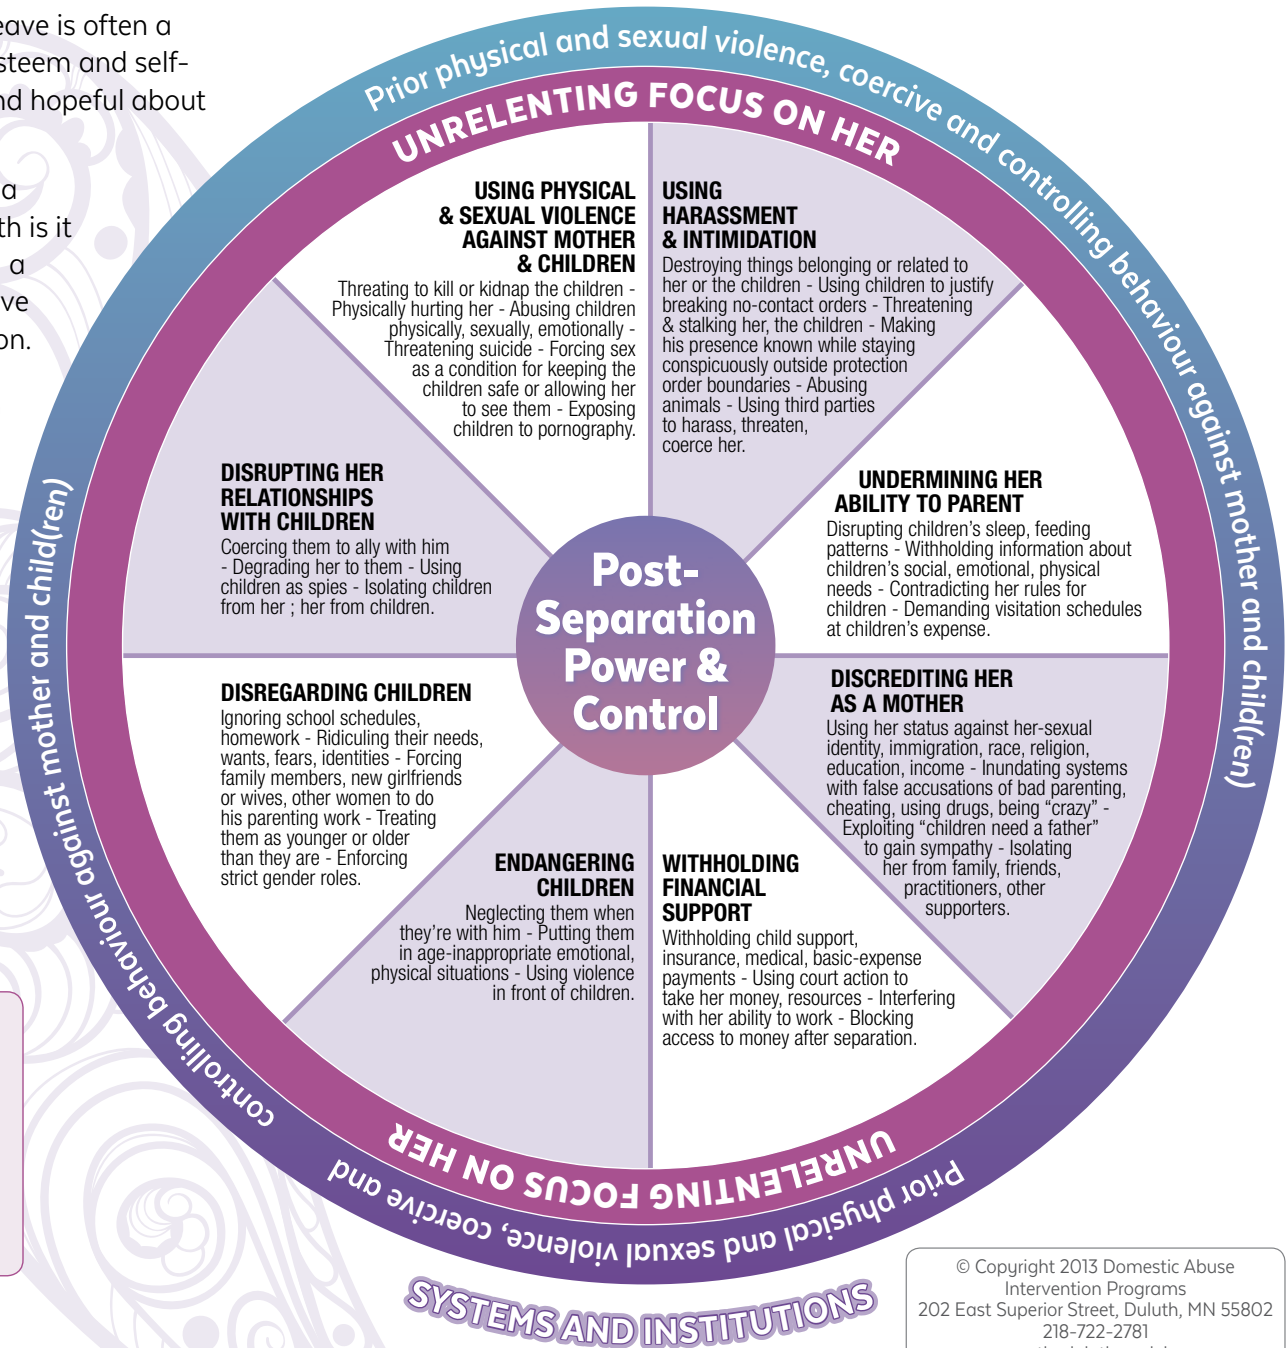 eave is often a
steem and self-
nd hopeful about
a
th is it
a
ve
on.
Prior physical and sexual violence, coercive and controlling behaviour against mother and child(ren)
UNRELENTING FOCUS ON HER
USING PHYSICAL
& SEXUAL VIOLENCE
AGAINST MOTHER
& CHILDREN
Threating to kill or kidnap the children -
Physically hurting her - Abusing children
physically, sexually, emotionally -
Threatening suicide - Forcing sex
as a condition for keeping the
children safe or allowing her
to see them - Exposing
children to pornography.
USING
HARASSMENT
& INTIMIDATION
Destroying things belonging or related to
her or the children - Using children to justify
breaking no-contact orders - Threatening
& stalking her, the children - Making
his presence known while staying
conspicuously outside protection
order boundaries - Abusing
animals - Using third parties
to harass, threaten,
coerce her.
UNDERMINING HER
ABILITY TO PARENT
Disrupting children’s sleep, feeding
patterns - Withholding information about
children’s social, emotional, physical
needs - Contradicting her rules for
children - Demanding visitation schedules
at children’s expense.
DISCREDITING HER
AS A MOTHER
Using her status against her-sexual
identity, immigration, race, religion,
education, income - Inundating systems
with false accusations of bad parenting,
cheating, using drugs, being “crazy” -
Exploiting “children need a father”
to gain sympathy - Isolating
her from family, friends,
practitioners, other
supporters.
WITHHOLDING
FINANCIAL
SUPPORT
Withholding child support,
insurance, medical, basic-expense
payments - Using court action to
take her money, resources - Interfering
with her ability to work - Blocking
access to money after separation.
ENDANGERING
CHILDREN
Neglecting them when
they’re with him - Putting them
in age-inappropriate emotional,
physical situations - Using violence
in front of children.
DISREGARDING CHILDREN
Ignoring school schedules,
homework - Ridiculing their needs,
wants, fears, identities - Forcing
family members, new girlfriends
or wives, other women to do
his parenting work - Treating
them as younger or older
than they are - Enforcing
strict gender roles.
DISRUPTING HER
RELATIONSHIPS
WITH CHILDREN
Coercing them to ally with him
- Degrading her to them - Using
children as spies - Isolating children
from her ; her from children.
Post-
Separation
Power &
Control
UNRELENTING FOCUS ON HER
Prior physical and sexual violence, coercive and controlling behaviour against mother and child(ren)
SYSTEMS AND INSTITUTIONS
© Copyright 2013 Domestic Abuse
Intervention Programs
202 East Superior Street, Duluth, MN 55802
218-722-2781